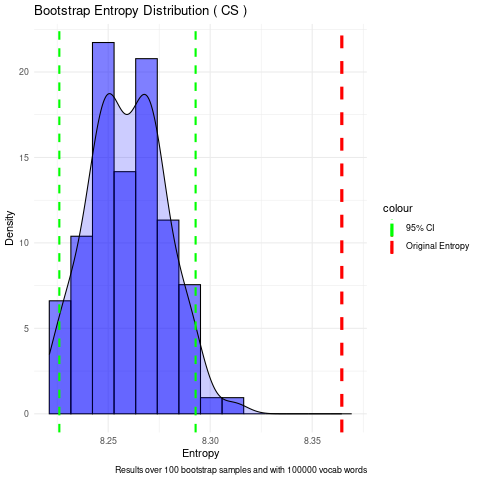 Bootstrap Entropy Distribution ( CS )
20
15
10
5
0
Density
8.25
8.30
8.35
Entropy
colour
95% CI
Original Entropy
Results over 100 bootstrap samples and with 100000 vocab words